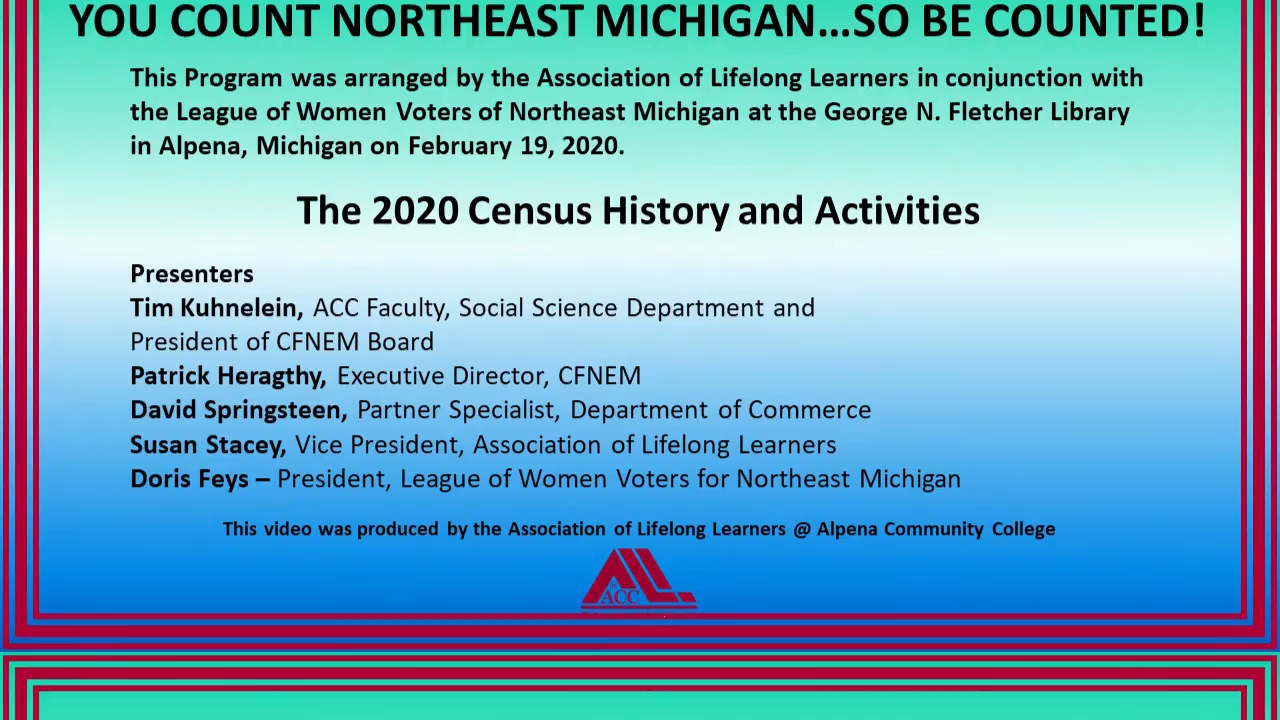 YOU COUNT NORTHEAST MICHIGAN...SO BE COUNTED!
This Program was arranged by the Association of Lifelong Learners in conjunction with
the League of Women Voters of Northeast Michigan at the George N. Fletcher Library
in Alpena, Michigan on February 19, 2020.
The 2020 Census History and Activities
Presenters
Tim Kuhnelein, ACC Faculty, Social Science Department and
President of CFNEM Board
Patrick Heragthy, Executive Director, CFNEM
David Springsteen, Partner Specialist, Department of Commerce
Susan Stacey, Vice President, Association of Lifelong Learners
Doris Feys – President, League of Women Voters for Northeast Michigan
This video was produced by the Association of Lifelong Learners @ Alpena Community College
ALL
@
ACC